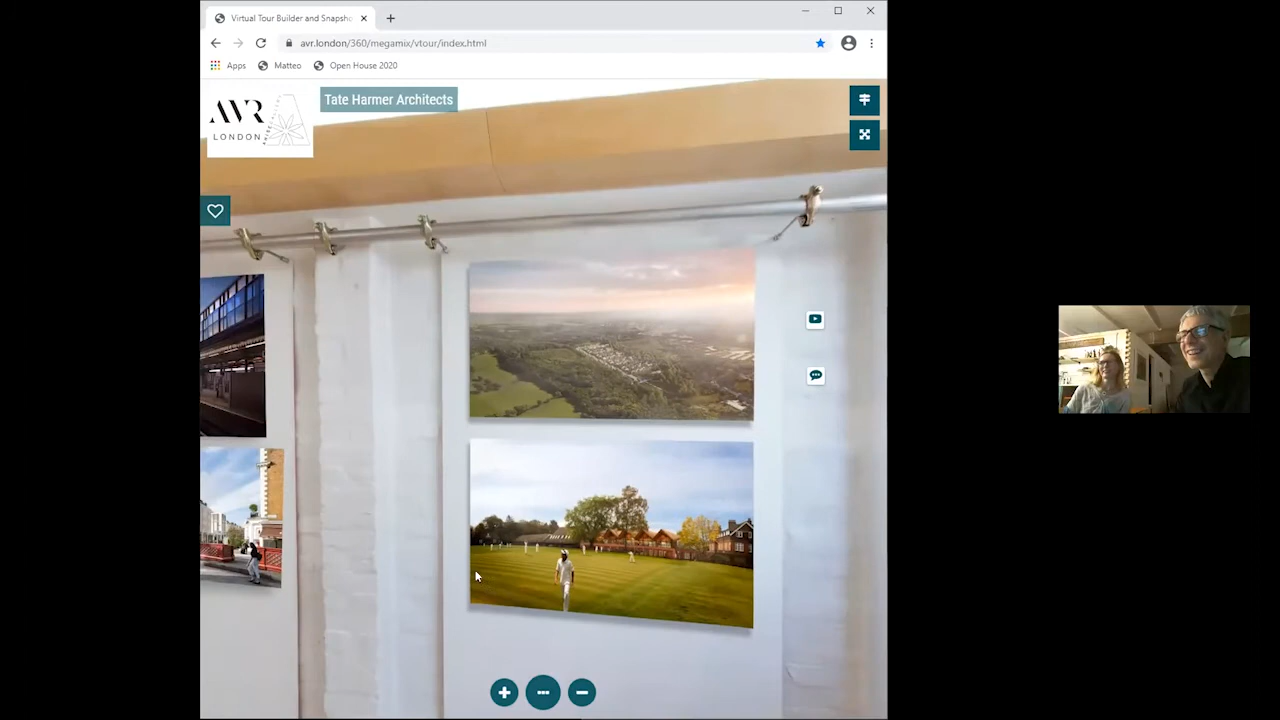 Virtual Tour Builder and Snapsho
avr.london/360/megamix/vtour/index.html
Apps
Matteo
Open House 2020
AVR
LONDON
Tate Harmer Architects